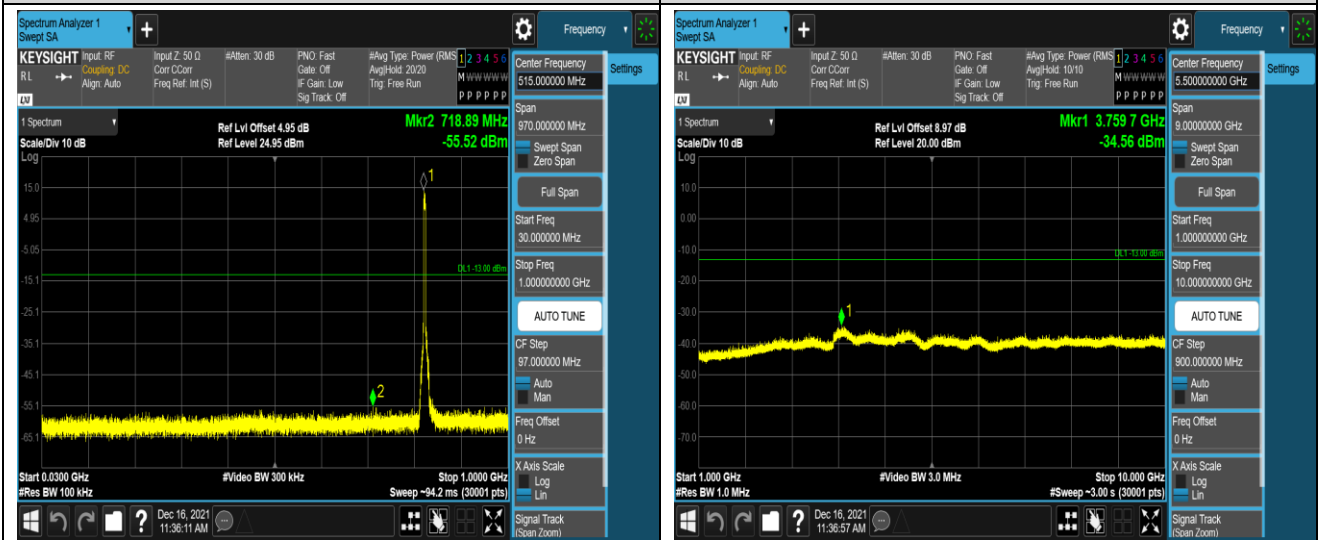 Spectrum Analyzer 1
Swept SA
+
Frequency
KEYSIGHT
RL
LXI
Input: RF
Coupling: DC
Align: Auto
Input Z: 50 Ω
Corr CCorr
Freq Ref: Int (S)
#Atten: 30 dB
PNO: Fast
Gate: Off
IF Gain: Low
Sig Track: Off
#Avg Type: Power (RMS
Avg|Hold: 20/20
Trig: Free Run
1 2 3 4 5 6
M W W W W W
P P P P P P
1 Spectrum
Scale/Div 10 dB
Log
Ref Lvl Offset 4.95 dB
Ref Level 24.95 dBm
Mkr2 718.89 MHz
-55.52 dBm
15.0
4.95
-5.05
-15.1
-25.1
-35.1
-45.1
-55.1
-65.1
1
DL1 -13.00 dBm
2
Start 0.0300 GHz
#Res BW 100 kHz
#Video BW 300 kHz
Stop 1.0000 GHz
Sweep ~94.2 ms (30001 pts)
?
Dec 16, 2021
11:36:11 AM
Center Frequency
515.000000 MHz
Settings
Span
970.000000 MHz
Swept Span
Zero Span
Full Span
Start Freq
30.000000 MHz
Stop Freq
1.000000000 GHz
AUTO TUNE
CF Step
97.000000 MHz
Auto
Man
Freq Offset
0 Hz
X Axis Scale
Log
Lin
Signal Track
(Span Zoom)
Spectrum Analyzer 1
Swept SA
+
Frequency
KEYSIGHT
RL
LXI
Input: RF
Coupling: DC
Align: Auto
Input Z: 50 Ω
Corr CCorr
Freq Ref: Int (S)
#Atten: 30 dB
PNO: Fast
Gate: Off
IF Gain: Low
Sig Track: Off
#Avg Type: Power (RMS
Avg|Hold: 10/10
Trig: Free Run
1 2 3 4 5 6
M W W W W W
P P P P P P
1 Spectrum
Scale/Div 10 dB
Log
Ref Lvl Offset 8.97 dB
Ref Level 20.00 dBm
Mkr1 3.759 7 GHz
-34.56 dBm
10.0
0.00
-10.0
-20.0
-30.0
-40.0
-50.0
-60.0
-70.0
DL1 -13.00 dBm
1
Start 1.000 GHz
#Res BW 1.0 MHz
#Video BW 3.0 MHz
Stop 10.000 GHz
#Sweep ~3.00 s (30001 pts)
?
Dec 16, 2021
11:36:57 AM
Center Frequency
5.500000000 GHz
Settings
Span
9.00000000 GHz
Swept Span
Zero Span
Full Span
Start Freq
1.000000000 GHz
Stop Freq
10.000000000 GHz
AUTO TUNE
CF Step
900.000000 MHz
Auto
Man
Freq Offset
0 Hz
X Axis Scale
Log
Lin
Signal Track
(Span Zoom)